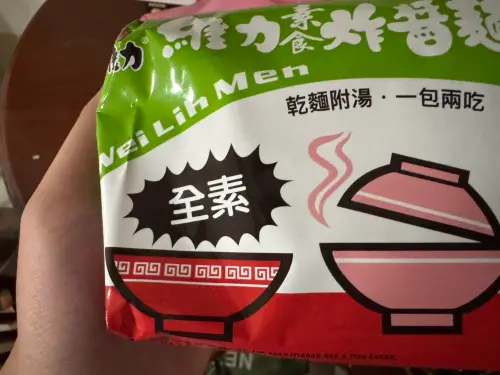 維力 素食 炸醬麵
力
Wei Lih Men
乾麵附湯・一包兩吃
全素